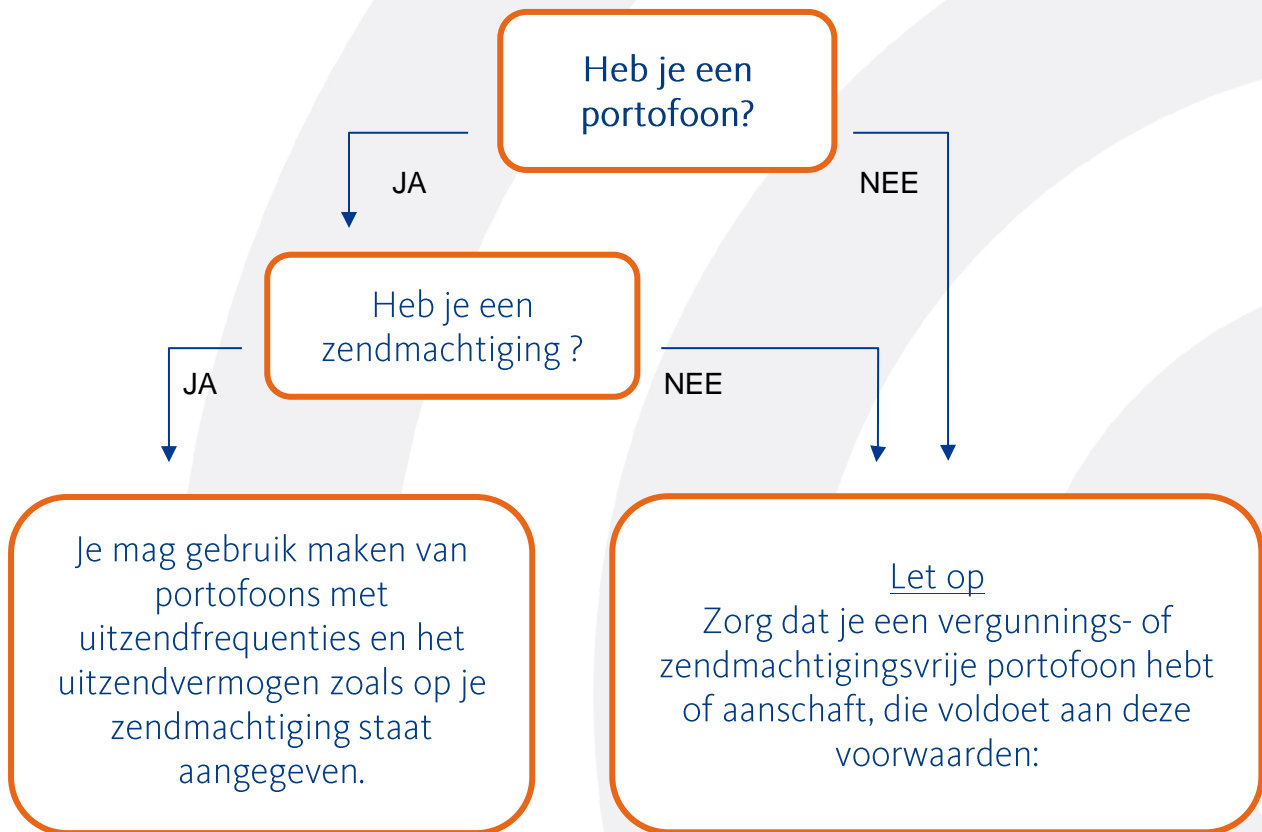 Heb je een
portofoon?
JA
NEE
Heb je een
zendmachtiging ?
JA
NEE
Je mag gebruik maken van
portofoons met
uitzendfrequenties en het
uitzendvermogen zoals op je
zendmachtiging staat
aangegeven.
Let op
Zorg dat je een vergunnings- of
zendmachtigingsvrije portofoon hebt
of aanschaft, die voldoet aan deze
voorwaarden: